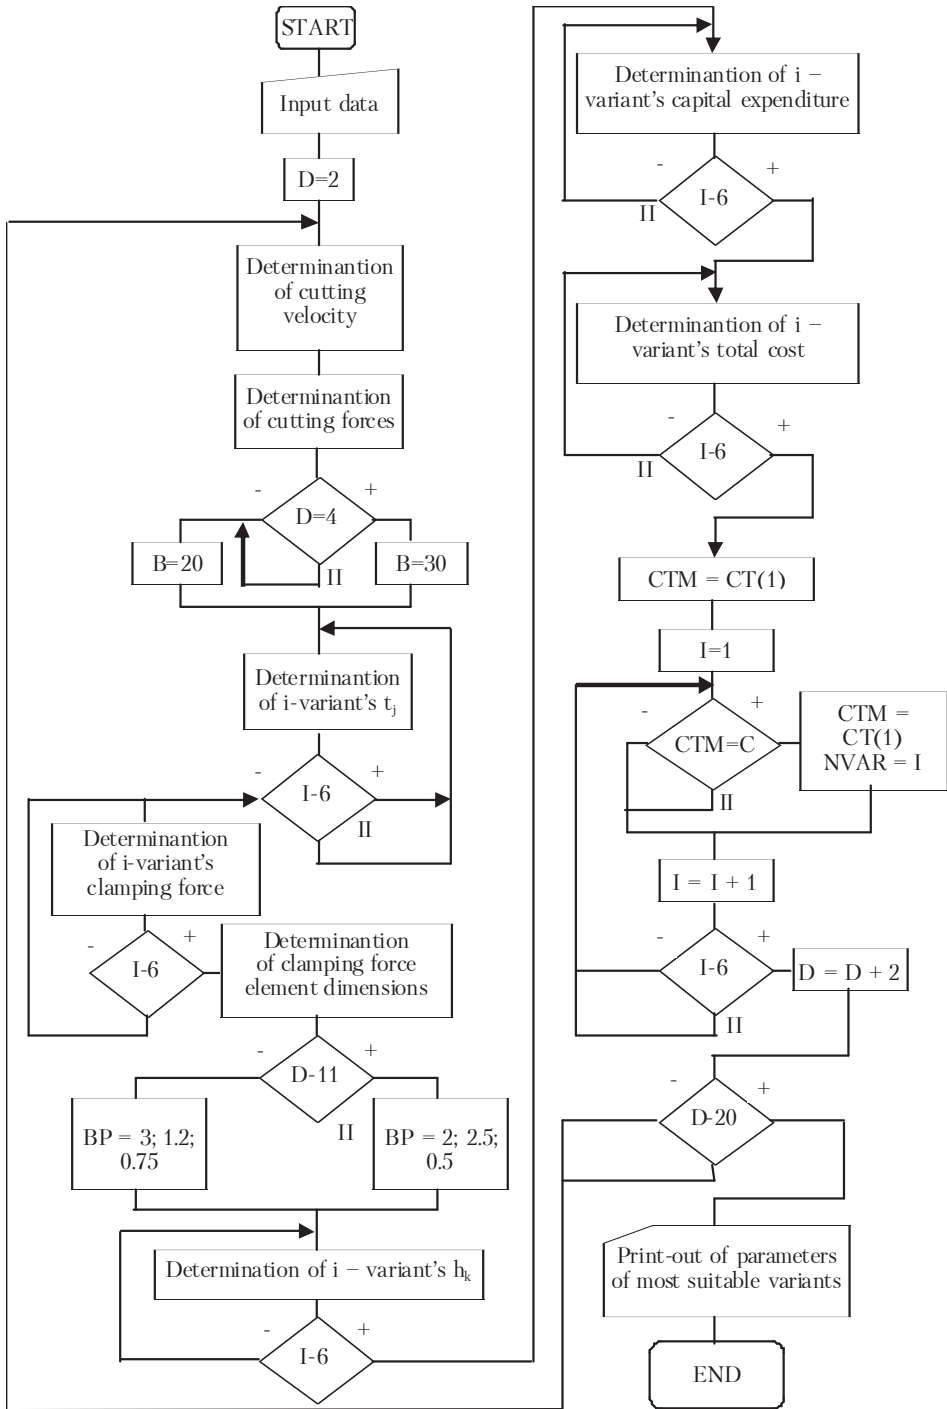 START
Input data
D=2
Determinantion
of cutting
velocity
Determinantion
of cutting forces
- +
D=4
B=20
II
B=30
Determinantion
of i-variant's tj
- +
I-6
II
Determinantion
of i-variant's
clamping force
- +
I-6
Determinantion
of clamping force
element dimensions
- +
D-11
II
BP = 3; 1.2;
0.75
BP = 2; 2.5;
0.5
Determination of i – variant's hk
- +
I-6
Determinantion of i –
variant's capital expenditure
- +
I-6
II
Determinantion of i –
variant's total cost
- +
I-6
II
CTM = CT(1)
I=1
- +
CTM=C
II
CTM =
CT(1)
NVAR = I
I = I + 1
- +
I-6
II
D = D + 2
- +
D-20
Print-out of parameters
of most suitable variants
END